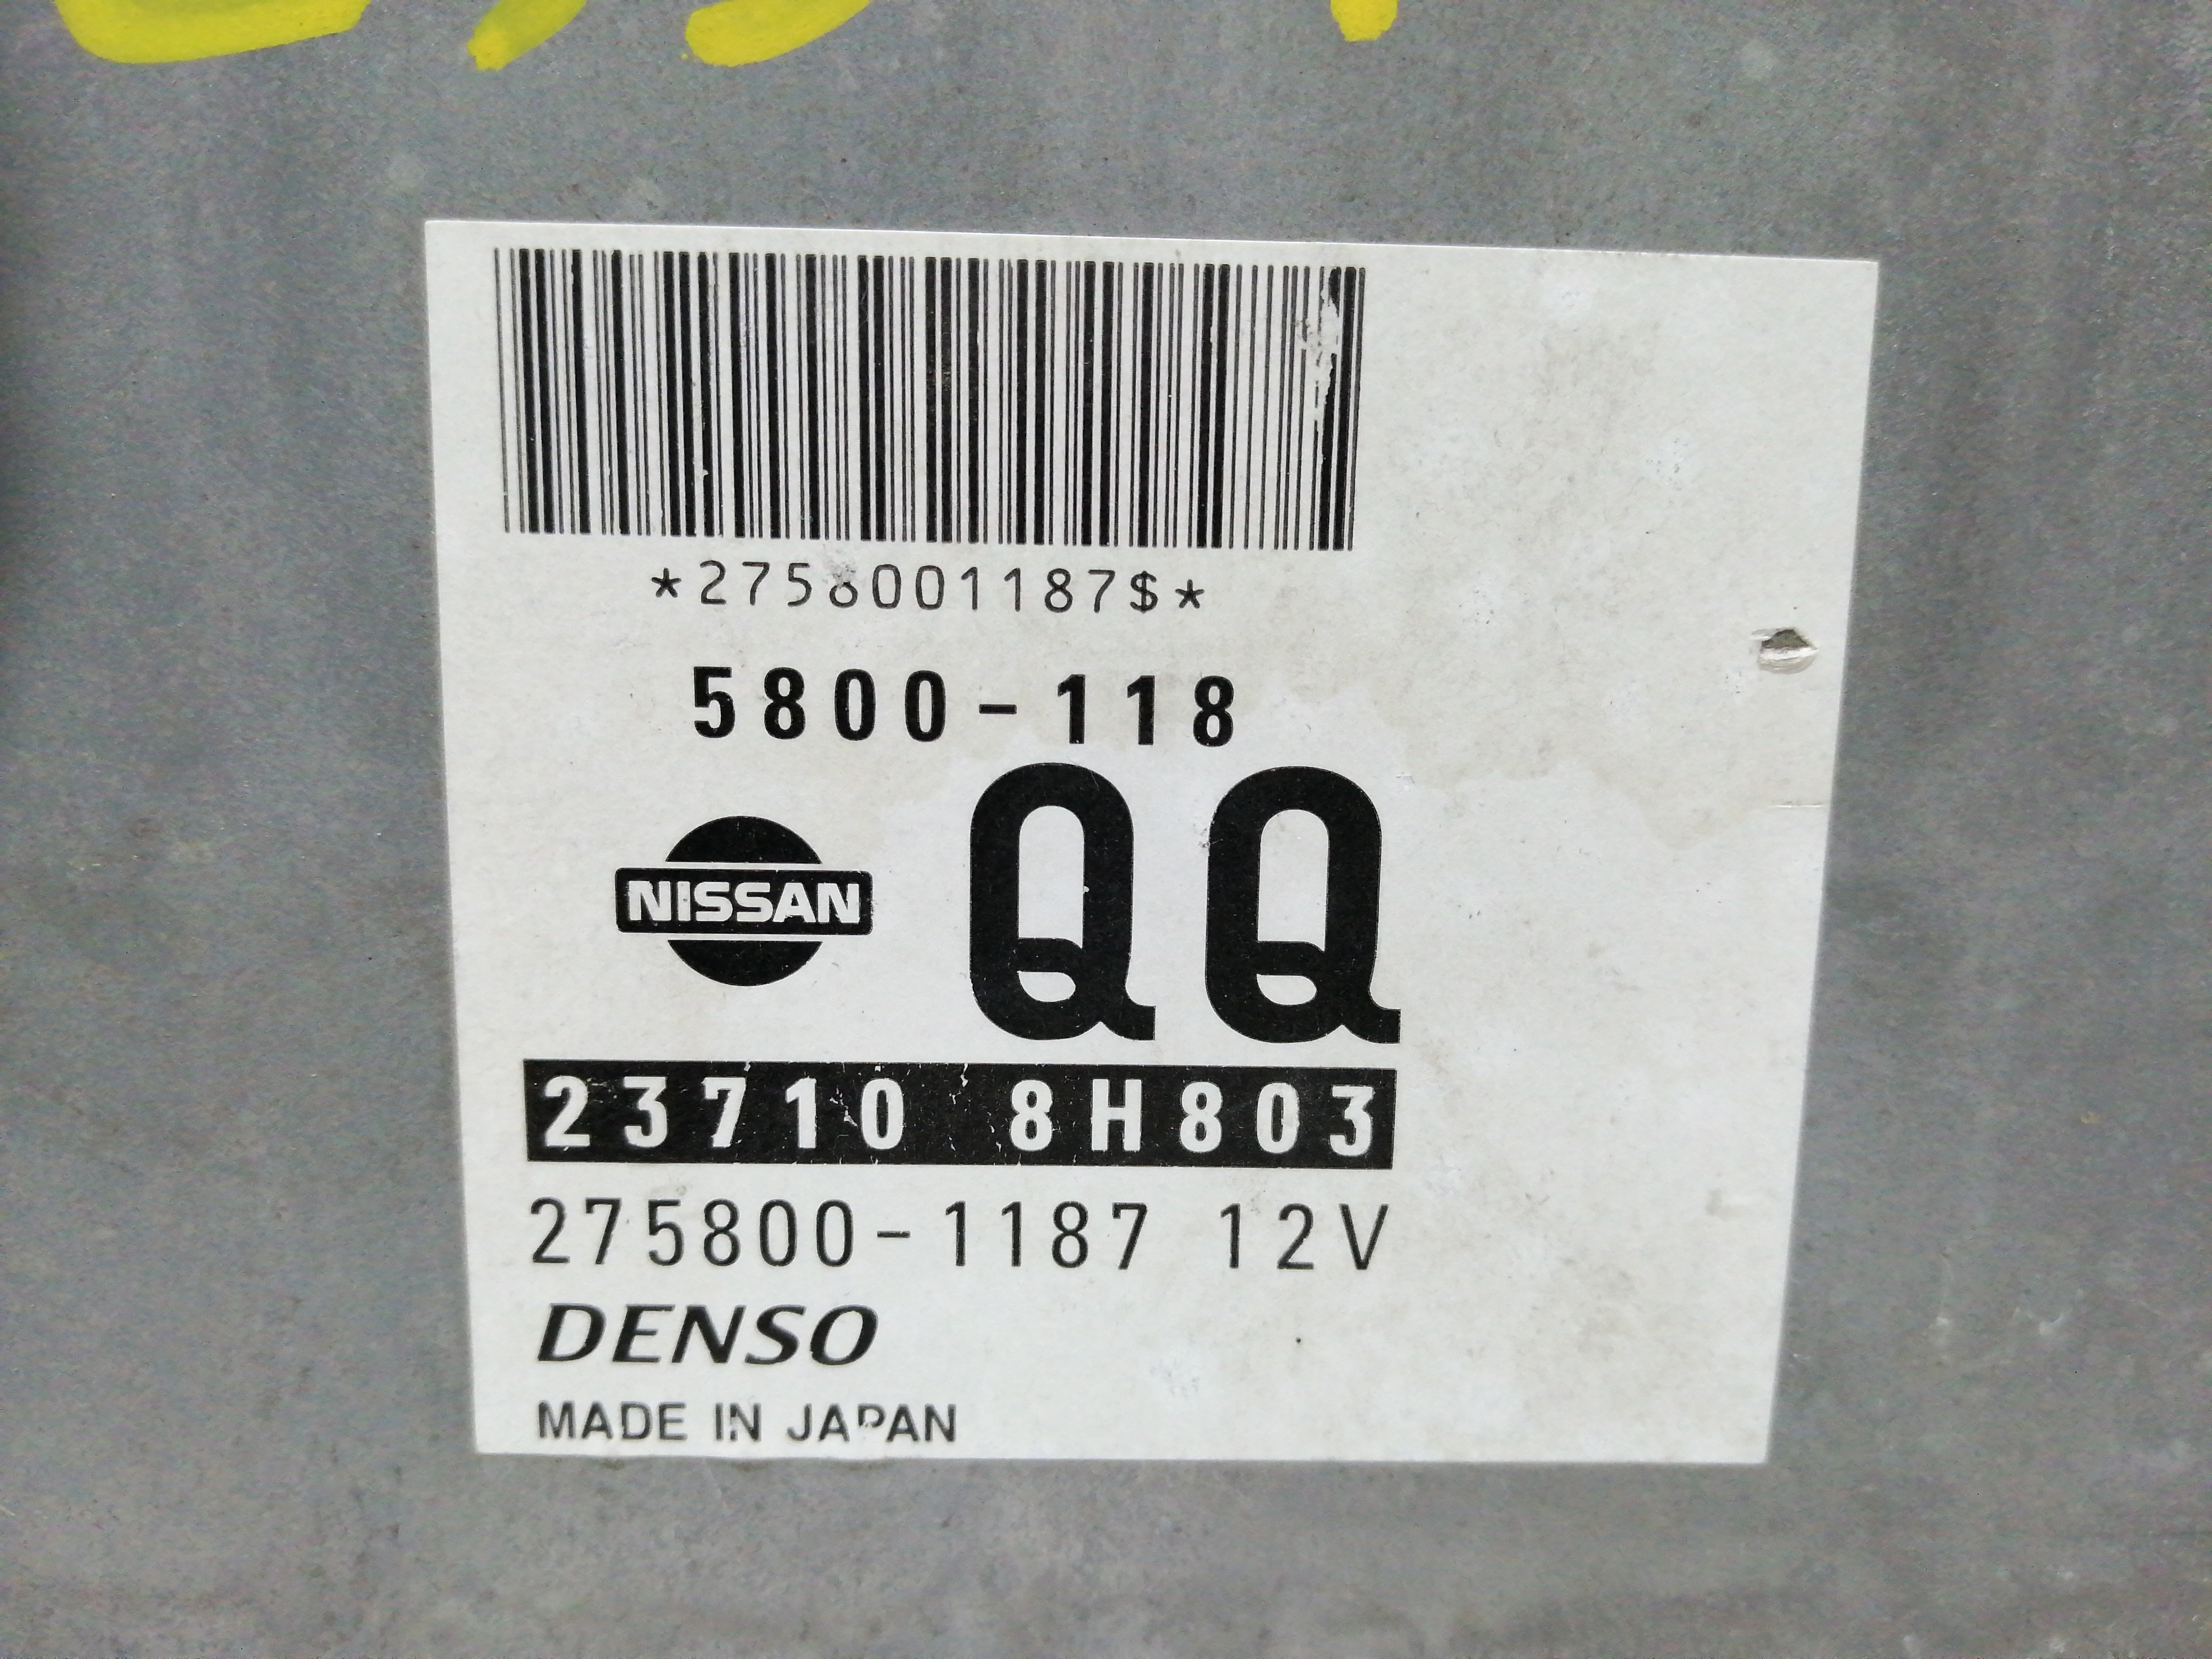 *2758001187$*
5800-118
NISSAN QQ
23710 8H803
275800-1187 12V
DENSO
MADE IN JAPAN